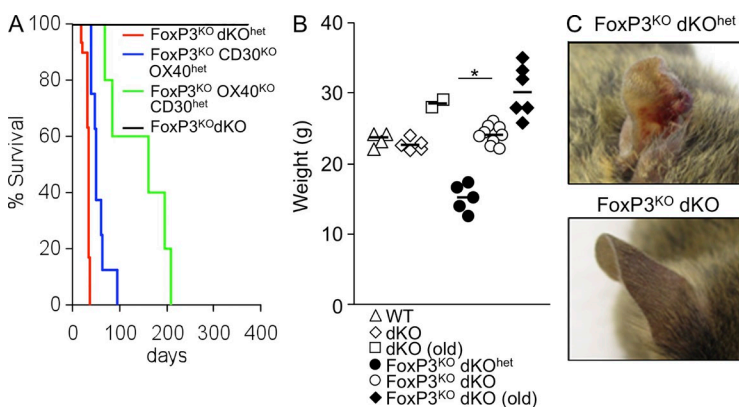 A
100
80
60
40
20
0
% Survival
0 100 200 300 400
days
FoxP3ᴷᴼ dKOʰᵉᵗ
FoxP3ᴷᴼ CD30ᴷᴼ
OX40ʰᵉᵗ
FoxP3ᴷᴼ OX40ᴷᴼ
CD30ʰᵉᵗ
FoxP3ᴷᴼdKO
B
40
30
20
10
0
Weight (g)
*
WT
dKO
dKO (old)
FoxP3ᴷᴼ dKOʰᵉᵗ
FoxP3ᴷᴼ dKO
FoxP3ᴷᴼ dKO (old)
C
FoxP3ᴷᴼ dKOʰᵉᵗ
FoxP3ᴷᴼ dKO